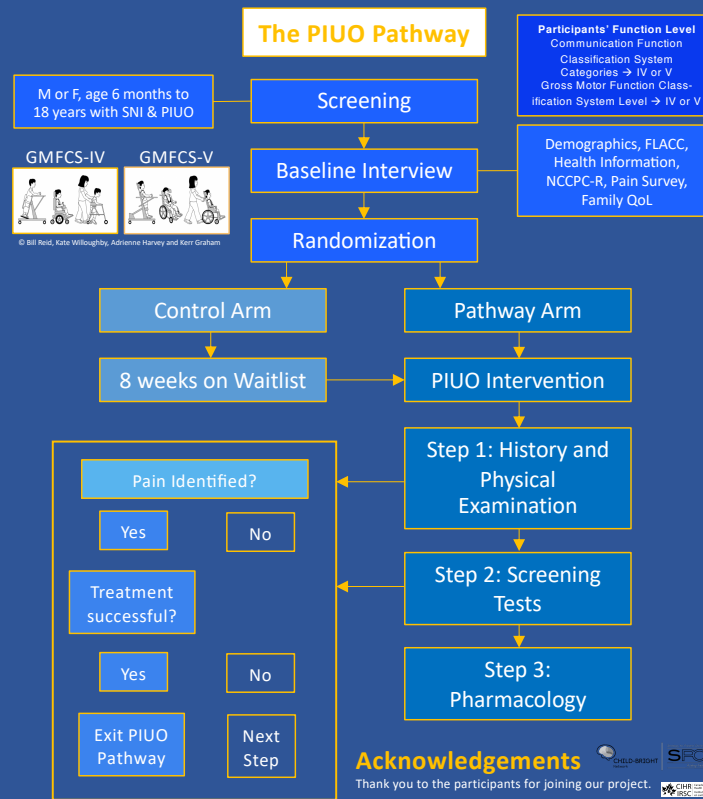 The PIUO Pathway
Participants' Function Level
Communication Function
Classification System
Categories → IV or V
Gross Motor Function Class-
ification System Level → IV or V
M or F, age 6 months to
18 years with SNI & PIUO
Screening
GMFCS-IV
GMFCS-V
© Bill Reid, Kate Willoughby, Adrienne Harvey and Kerr Graham
Baseline Interview
Demographics, FLACC,
Health Information,
NCCPC-R, Pain Survey,
Family QoL
Randomization
Control Arm
Pathway Arm
8 weeks on Waitlist
PIUO Intervention
Step 1: History and
Physical
Examination
Pain Identified?
Yes
No
Step 2: Screening
Tests
Treatment
successful?
Yes
No
Step 3:
Pharmacology
Exit PIUO
Pathway
Next
Step
Acknowledgements
Thank you to the participants for joining our project.
CHILD-BRIGHT
CIHR
IRSC